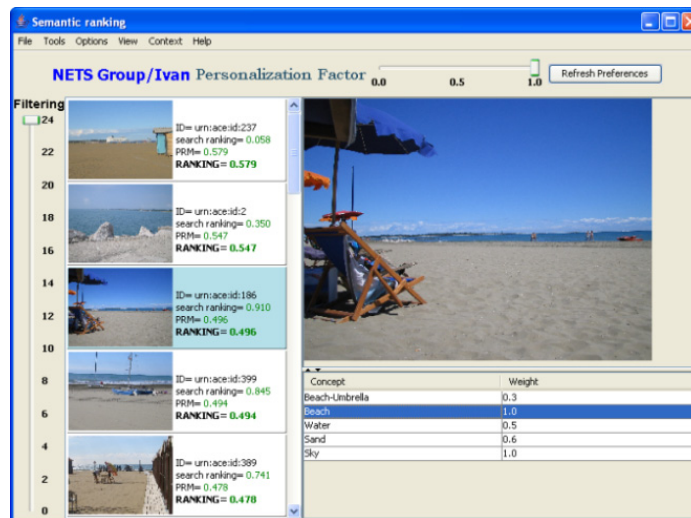 Semantic ranking
File Tools Options View Context Help
NETS Group/Ivan Personalization Factor
0.0 0.5 1.0
Refresh Preferences
Filtering
24
22
20
18
16
14
12
10
8
6
4
2
0
ID= urn:ace:id:237
search ranking= 0.058
PRM= 0.579
RANKING= 0.579
ID= urn:ace:id:2
search ranking= 0.350
PRM= 0.547
RANKING= 0.547
ID= urn:ace:id:186
search ranking= 0.910
PRM= 0.496
RANKING= 0.496
ID= urn:ace:id:399
search ranking= 0.845
PRM= 0.494
RANKING= 0.494
ID= urn:ace:id:389
search ranking= 0.741
PRM= 0.478
RANKING= 0.478
Concept Weight
Beach-Umbrella 0.3
Beach 1.0
Water 0.5
Sand 0.6
Sky 1.0